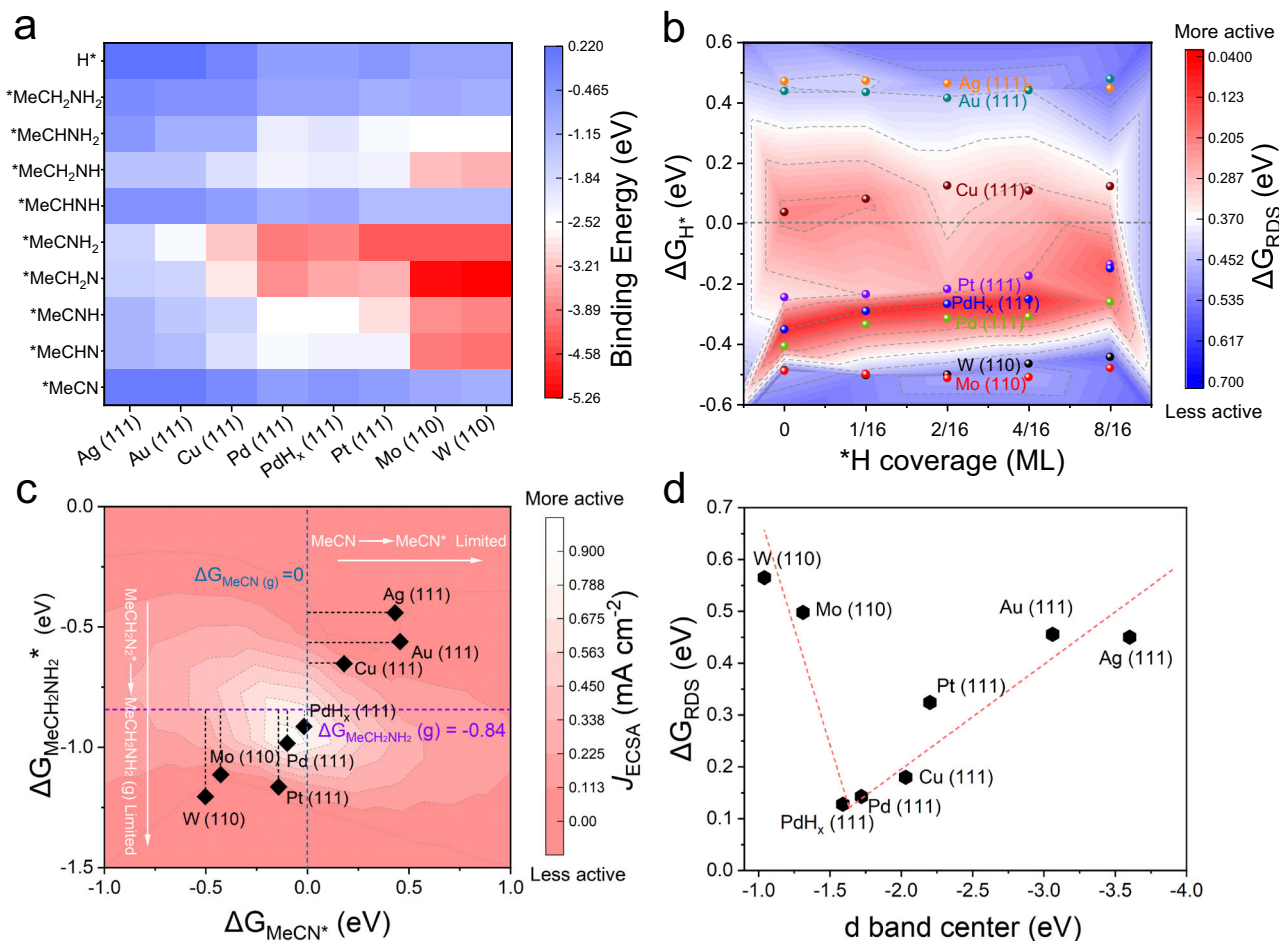 a
H*
*MeCH₂NH₂
*MeCHNH₂
*MeCH₂NH
*MeCHNH
*MeCNH₂
*MeCH₂N
*MeCNH
*MeCHN
*MeCN
Ag (111)
Au (111)
Cu (111)
Pd (111)
PdHₓ (111)
Pt (111)
Mo (110)
W (110)
0.220
-0.465
-1.15
-1.84
-2.52
-3.21
-3.89
-4.58
-5.26
Binding Energy (eV)
b
0.6
0.4
0.2
0.0
-0.2
-0.4
-0.6
ΔG_H* (eV)
Ag (111)
Au (111)
Cu (111)
Pt (111)
PdHₓ (111)
Pd (111)
W (110)
Mo (110)
0
1/16
2/16
4/16
8/16
*H coverage (ML)
More active
0.0400
0.123
0.205
0.287
0.370
0.452
0.535
0.617
0.700
Less active
ΔG_RDS (eV)
c
0.0
-0.5
-1.0
-1.5
ΔG_MeCH₂NH₂* (eV)
MeCN → MeCN* Limited
ΔG_MeCN (g) =0
Ag (111)
Au (111)
Cu (111)
PdHₓ (111)
ΔG_MeCH₂NH₂ (g) = -0.84
Mo (110)
Pd (111)
W (110)
Pt (111)
MeCH₂N₂* → MeCH₂NH₂ (g) Limited
-1.0
-0.5
0.0
0.5
1.0
ΔG_MeCN* (eV)
More active
0.900
0.788
0.675
0.562
0.450
0.338
0.225
0.113
0.00
Less active
J_ECSA (mA cm⁻²)
d
0.7
0.6
0.5
0.4
0.3
0.2
0.1
0.0
ΔG_RDS (eV)
W (110)
Mo (110)
Au (111)
Ag (111)
Pt (111)
Cu (111)
Pd (111)
PdHₓ (111)
-1.0
-1.5
-2.0
-2.5
-3.0
-3.5
-4.0
d band center (eV)